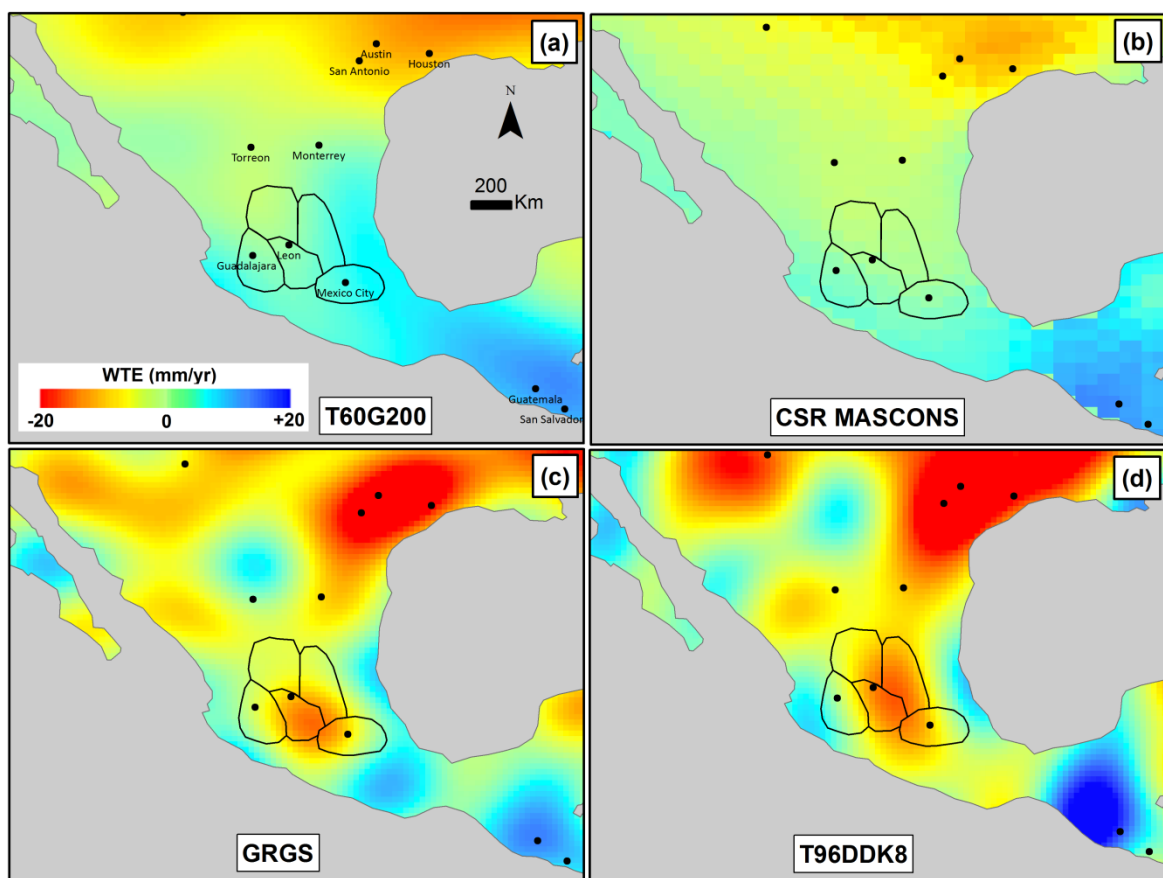 (a)
Austin
San Antonio
Houston
N
Torreon
Monterrey
200
Km
Leon
Guadalajara
Mexico City
WTE (mm/yr)
-20 0 +20
Guatemala
San Salvador
T60G200
(b)
CSR MASCONS
(c)
GRGS
(d)
T96DDK8